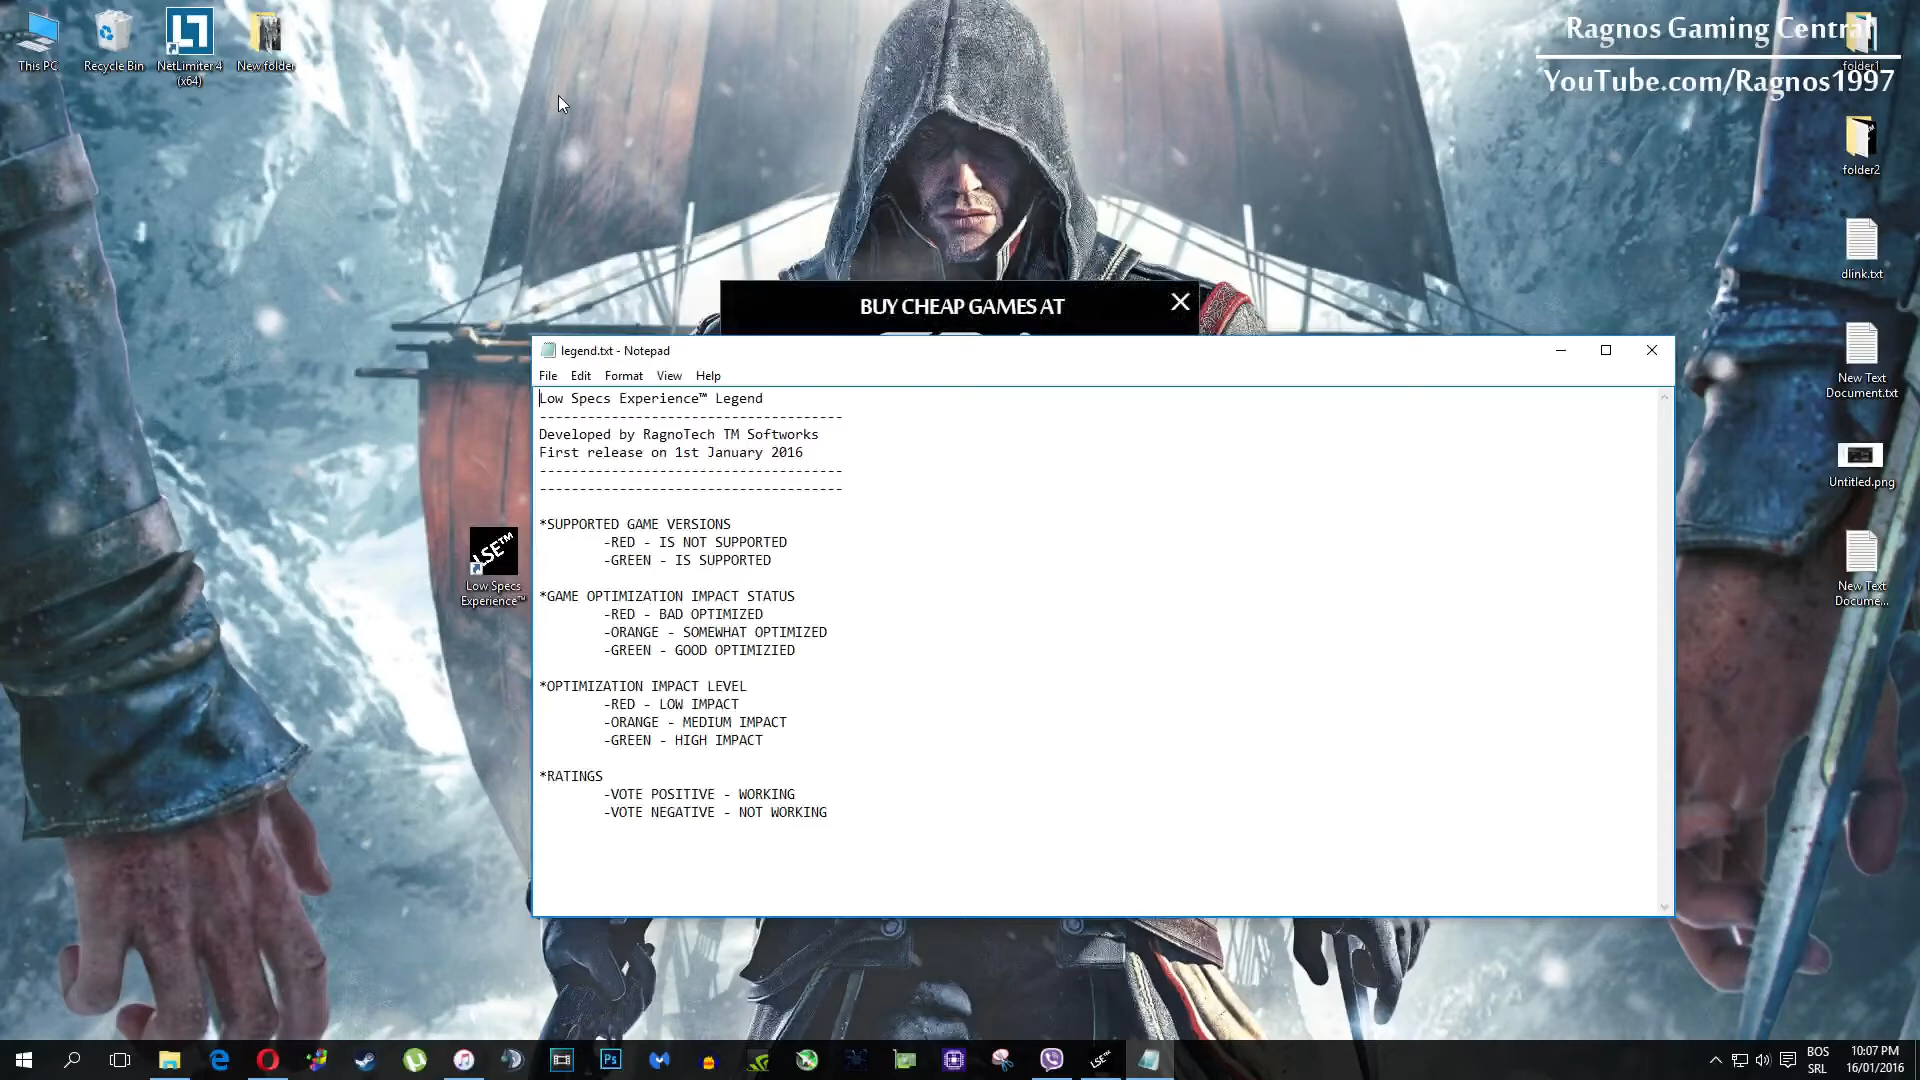 This PC
Recycle Bin
NetLimiter 4
(x64)
New folder
Ragnos Gaming Central
YouTube.com/Ragnos1997
folder1
folder2
dlink.txt
New Text
Document.txt
Untitled.png
New Text
Docume...
BUY CHEAP GAMES AT
LSE™
Low Specs
Experience™
legend.txt - Notepad
File Edit Format View Help
Low Specs Experience™ Legend
--------------------------------------
Developed by RagnoTech TM Softworks
First release on 1st January 2016
--------------------------------------
--------------------------------------
*SUPPORTED GAME VERSIONS
-RED - IS NOT SUPPORTED
-GREEN - IS SUPPORTED
*GAME OPTIMIZATION IMPACT STATUS
-RED - BAD OPTIMIZED
-ORANGE - SOMEWHAT OPTIMIZED
-GREEN - GOOD OPTIMIZIED
*OPTIMIZATION IMPACT LEVEL
-RED - LOW IMPACT
-ORANGE - MEDIUM IMPACT
-GREEN - HIGH IMPACT
*RATINGS
-VOTE POSITIVE - WORKING
-VOTE NEGATIVE - NOT WORKING
Ps
LSE™
BOS
SRL
10:07 PM
16/01/2016